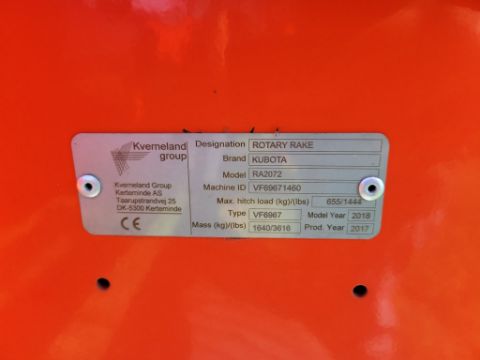 Kverneland
group
Kverneland Group
Kerteminde AS
Taarupstrandvej 25
DK-5300 Kerteminde
CE
Designation ROTARY RAKE
Brand KUBOTA
Model RA2072
Machine ID VF69671460
Max. hitch load (kg)/(lbs) 655/1444
Type VF6967 Model Year 2018
Mass (kg)/(lbs) 1640/3616 Prod. Year 2017